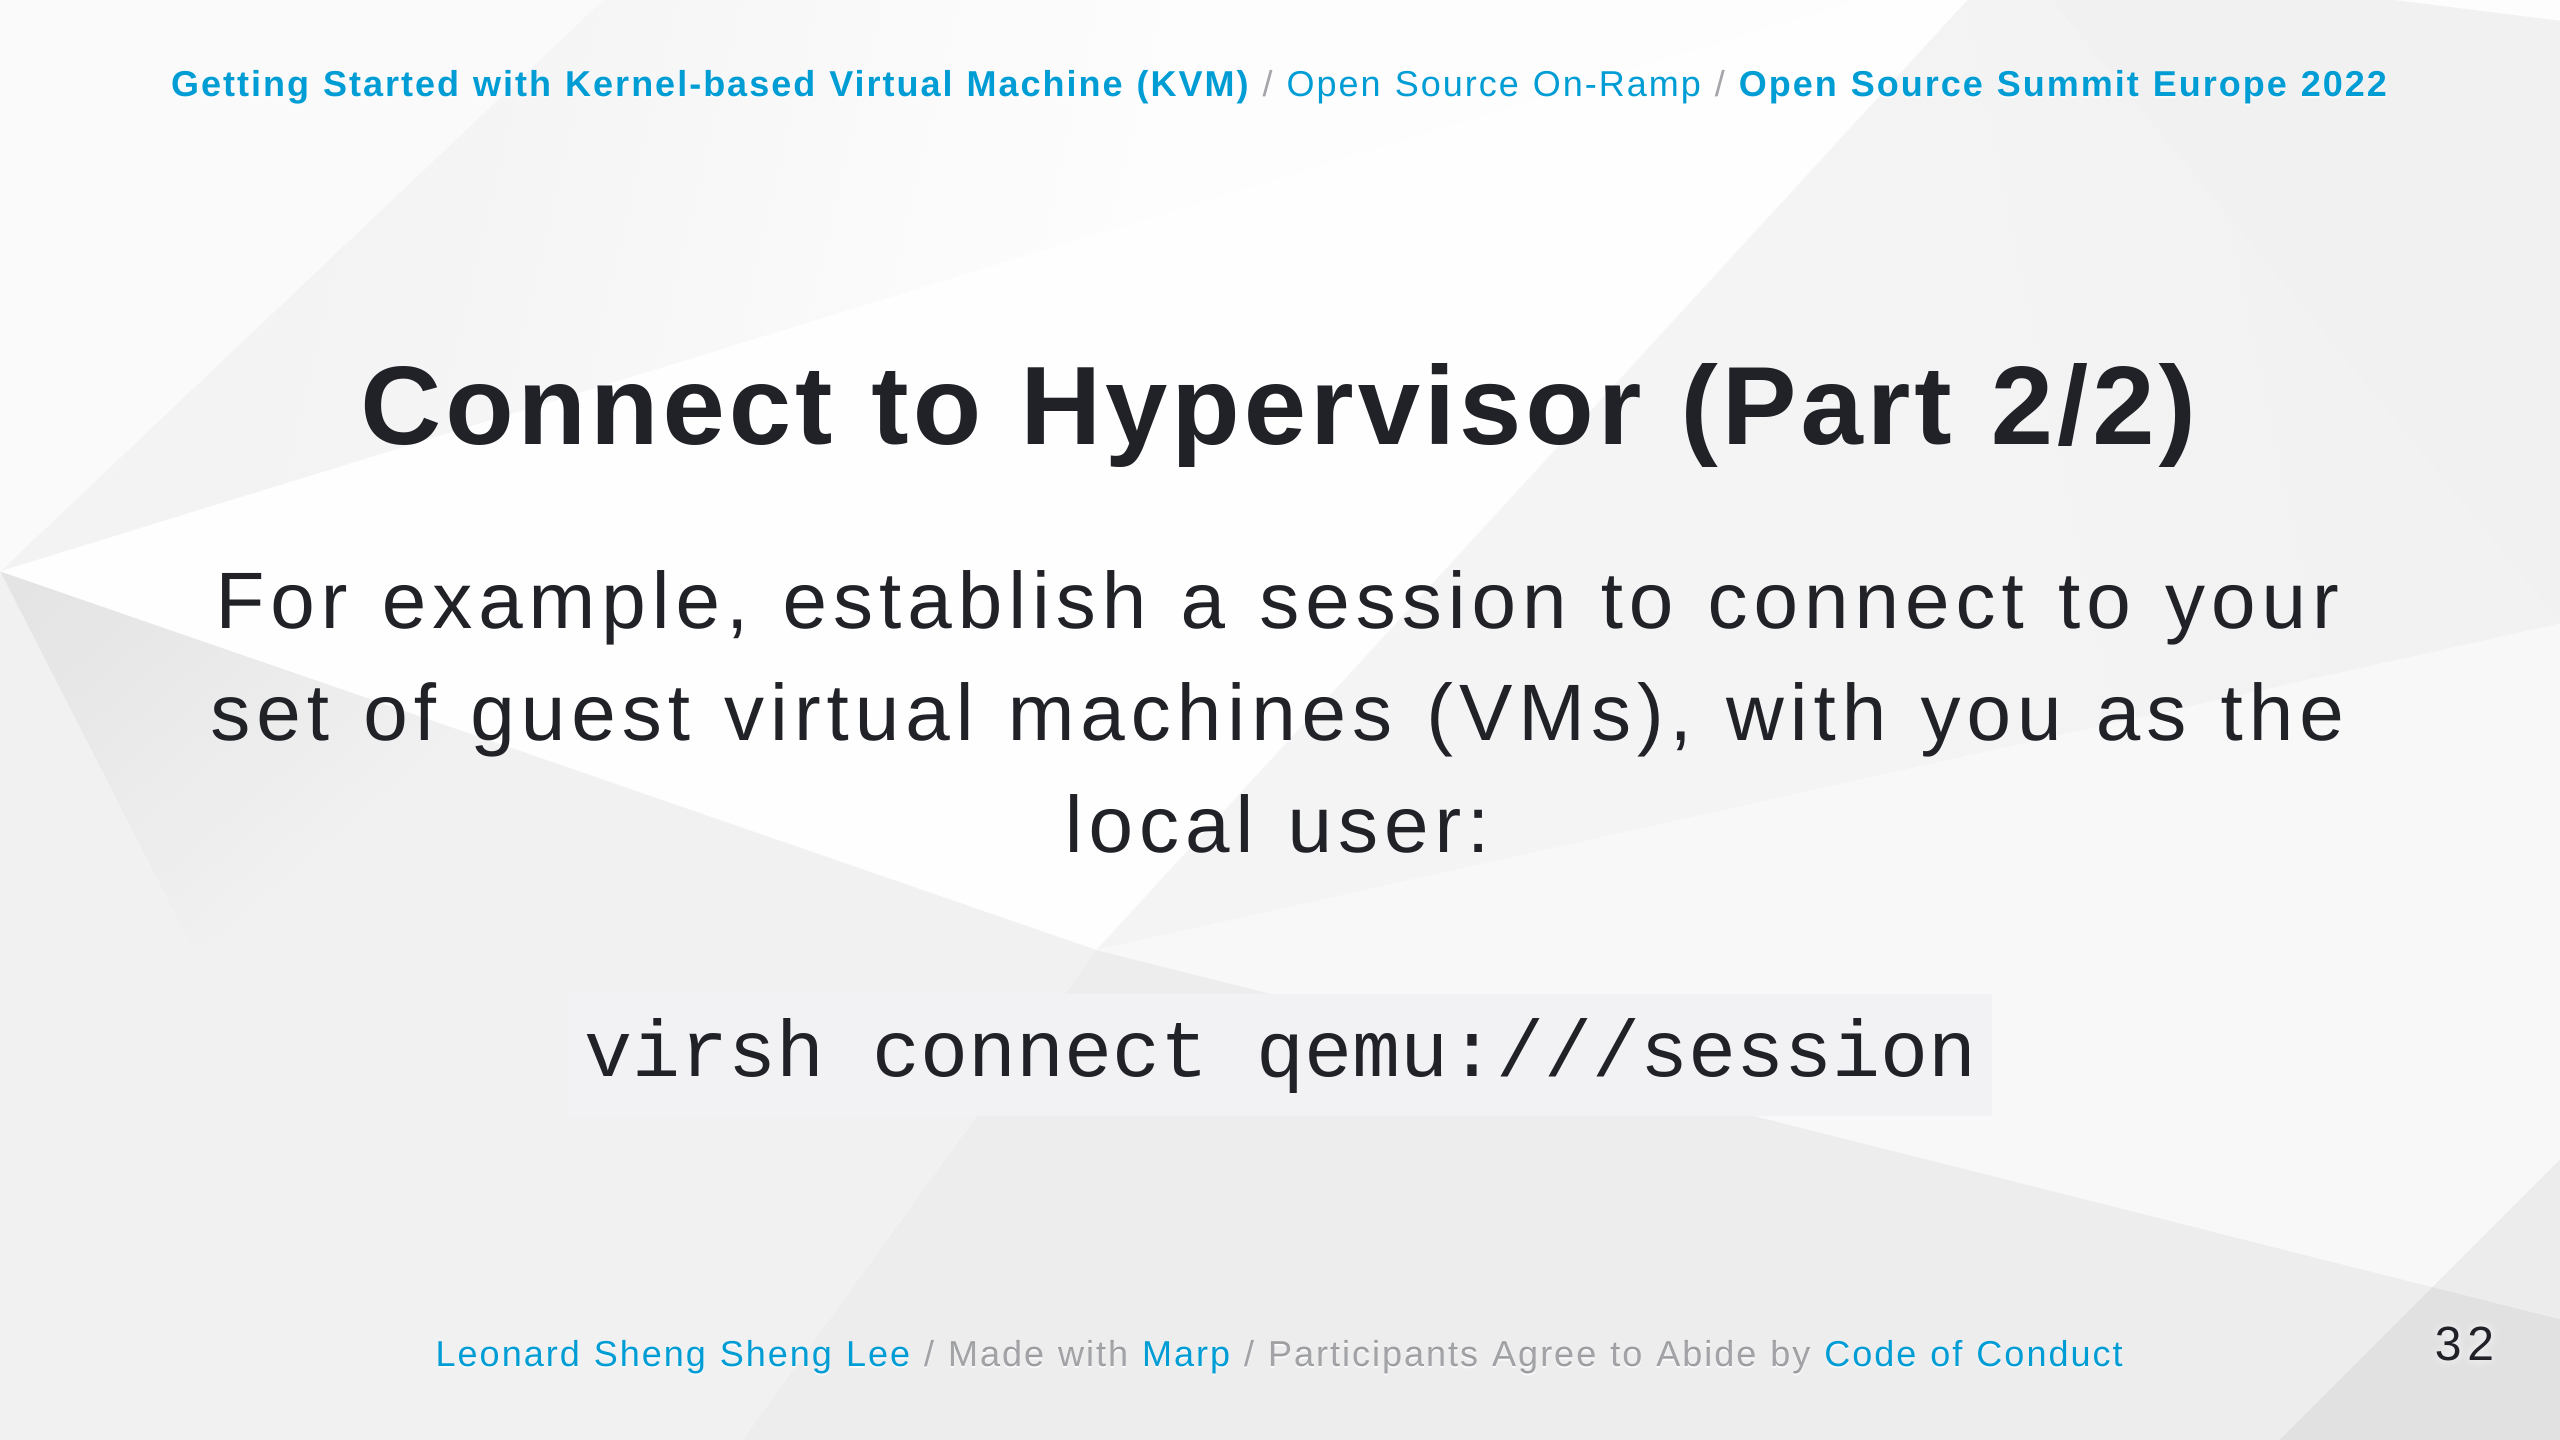 Getting Started with Kernel-based Virtual Machine (KVM) / Open Source On-Ramp / Open Source Summit Europe 2022
Connect to Hypervisor (Part 2/2)
For example, establish a session to connect to your
set of guest virtual machines (VMs), with you as the
local user:
virsh connect qemu:///session
Leonard Sheng Sheng Lee / Made with Marp / Participants Agree to Abide by Code of Conduct
32